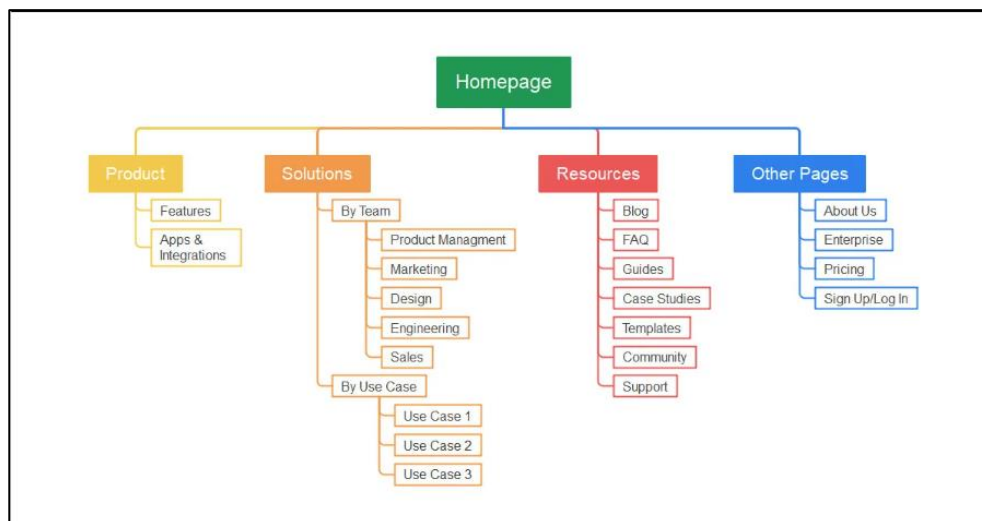 Homepage
Product
Features
Apps &
Integrations
Solutions
By Team
Product Managment
Marketing
Design
Engineering
Sales
By Use Case
Use Case 1
Use Case 2
Use Case 3
Resources
Blog
FAQ
Guides
Case Studies
Templates
Community
Support
Other Pages
About Us
Enterprise
Pricing
Sign Up/Log In